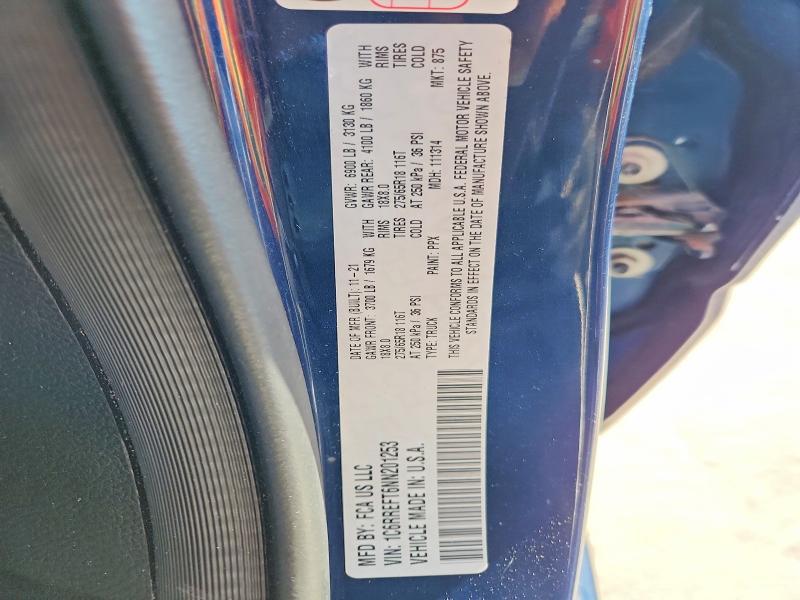 MFD BY: FCA US LLC
VIN: 1C6RREFT6NN201253
VEHICLE MADE IN: U.S.A.
DATE OF MFR (BUILT): 11-21 GVWR: 6900 LB / 3130 KG
GAWR FRONT: 3700 LB / 1679 KG WITH GAWR REAR: 4100 LB / 1860 KG WITH
18X8.0 RIMS 18X8.0 RIMS
275/65R18 116T TIRES 275/65R18 116T TIRES
AT 250 kPa / 36 PSI COLD AT 250 kPa / 36 PSI COLD
TYPE: TRUCK PAINT: PPX MDH: 111314 MKT: 875
THIS VEHICLE CONFORMS TO ALL APPLICABLE U.S.A. FEDERAL MOTOR VEHICLE SAFETY
STANDARDS IN EFFECT ON THE DATE OF MANUFACTURE SHOWN ABOVE.